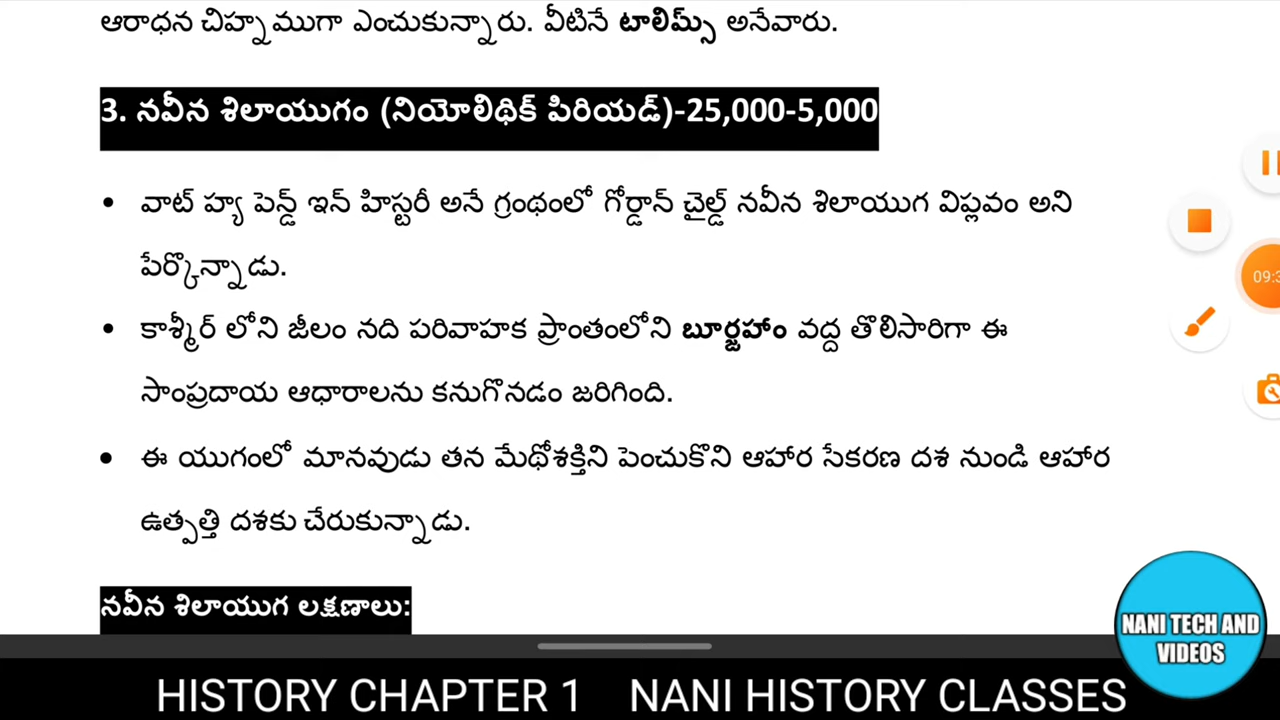 ఆరాధన చిహ్నముగా ఎంచుకున్నారు. వీటినే టాలిమ్స్ అనేవారు.
3. నవీన శిలాయుగం (నియోలిథిక్ పిరియడ్)-25,000-5,000
• వాట్ హ్య పెన్డ్ ఇన్ హిస్టరీ అనే గ్రంథంలో గోర్డాన్ చైల్డ్ నవీన శిలాయుగ విప్లవం అని
పేర్కొన్నాడు.
• కాశ్మీర్ లోని జీలం నది పరివాహక ప్రాంతంలోని బూర్జహాం వద్ద తొలిసారిగా ఈ
సాంప్రదాయ ఆధారాలను కనుగొనడం జరిగింది.
• ఈ యుగంలో మానవుడు తన మేథోశక్తిని పెంచుకొని ఆహార సేకరణ దశ నుండి ఆహార
ఉత్పత్తి దశకు చేరుకున్నాడు.
నవీన శిలాయుగ లక్షణాలు:
NANI TECH AND
VIDEOS
HISTORY CHAPTER 1 NANI HISTORY CLASSES